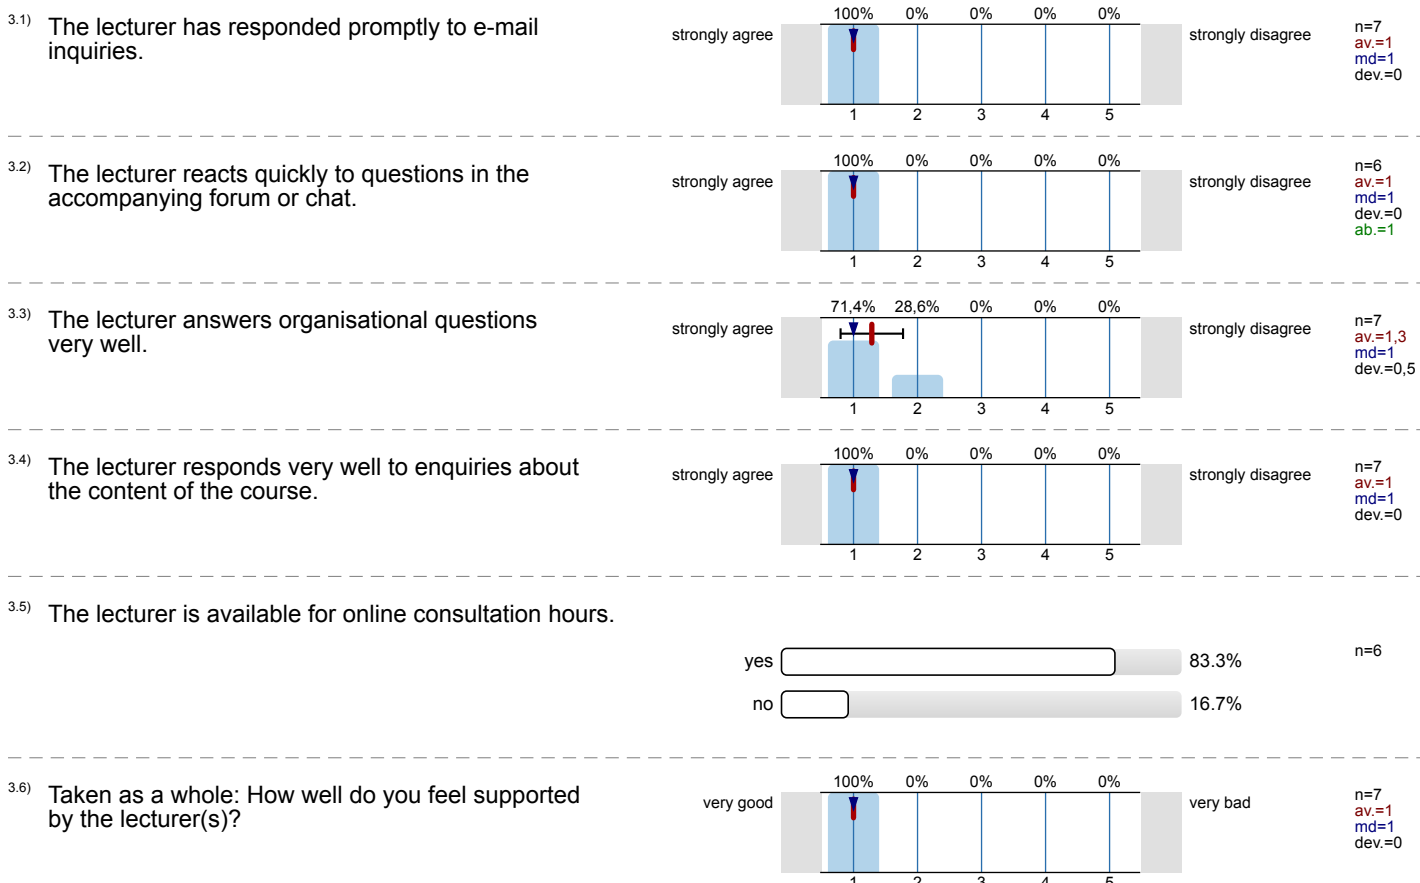 3.1) The lecturer has responded promptly to e-mail
inquiries.
strongly agree
100% 0% 0% 0% 0%
1 2 3 4 5
strongly disagree
n=7
av.=1
md=1
dev.=0
3.2) The lecturer reacts quickly to questions in the
accompanying forum or chat.
strongly agree
100% 0% 0% 0% 0%
1 2 3 4 5
strongly disagree
n=6
av.=1
md=1
dev.=0
ab.=1
3.3) The lecturer answers organisational questions
very well.
strongly agree
71,4% 28,6% 0% 0% 0%
1 2 3 4 5
strongly disagree
n=7
av.=1,3
md=1
dev.=0,5
3.4) The lecturer responds very well to enquiries about
the content of the course.
strongly agree
100% 0% 0% 0% 0%
1 2 3 4 5
strongly disagree
n=7
av.=1
md=1
dev.=0
3.5) The lecturer is available for online consultation hours.
yes 83.3%
no 16.7%
n=6
3.6) Taken as a whole: How well do you feel supported
by the lecturer(s)?
very good
100% 0% 0% 0% 0%
1 2 3 4 5
very bad
n=7
av.=1
md=1
dev.=0